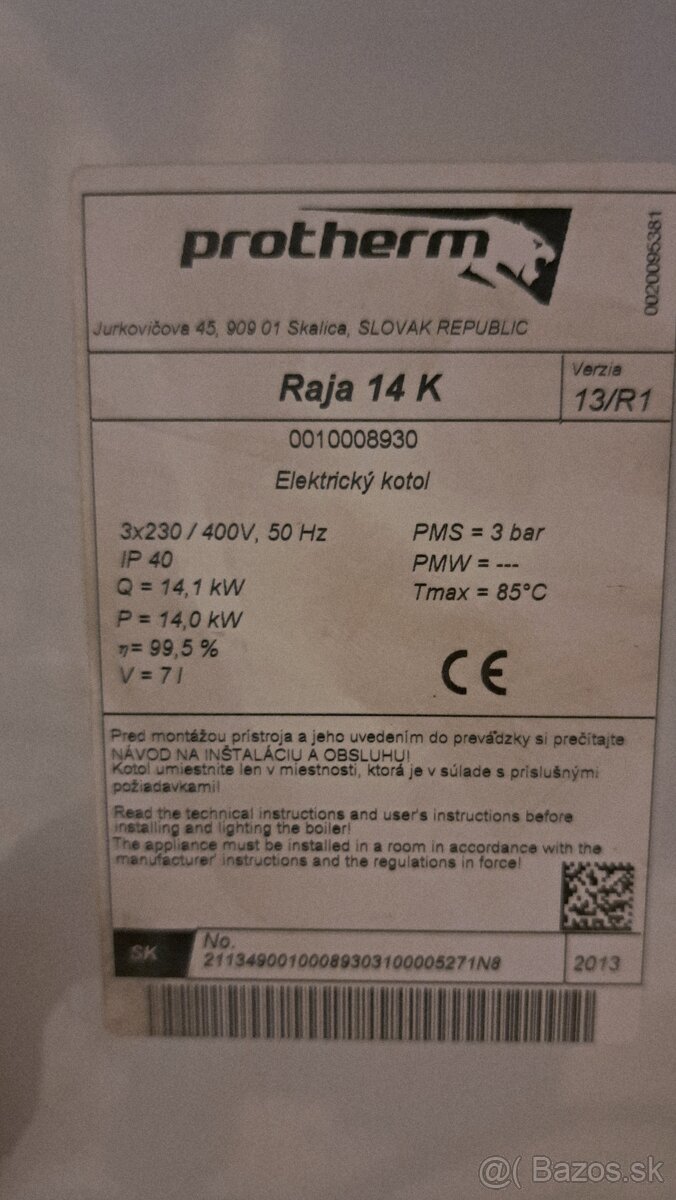 protherm
0020095381
Jurkovičova 45, 909 01 Skalica, SLOVAK REPUBLIC
Raja 14 K
Verzia
13/R1
0010008930
Elektrický kotol
3x230 / 400V, 50 Hz
IP 40
Q = 14,1 kW
P = 14,0 kW
η= 99,5 %
V = 7 l
PMS = 3 bar
PMW = ---
Tmax = 85°C
CE
Pred montážou prístroja a jeho uvedením do prevádzky si prečítajte
NÁVOD NA INŠTALÁCIU A OBSLUHU!
Kotol umiestnite len v miestnosti, ktorá je v súlade s príslušnými
požiadavkami!
Read the technical instructions and user's instructions before
installing and lighting the boiler!
The appliance must be installed in a room in accordance with the
manufacturer' instructions and the regulations in force!
SK
No.
21134900100089303100005271N8
2013
@( Bazos.sk